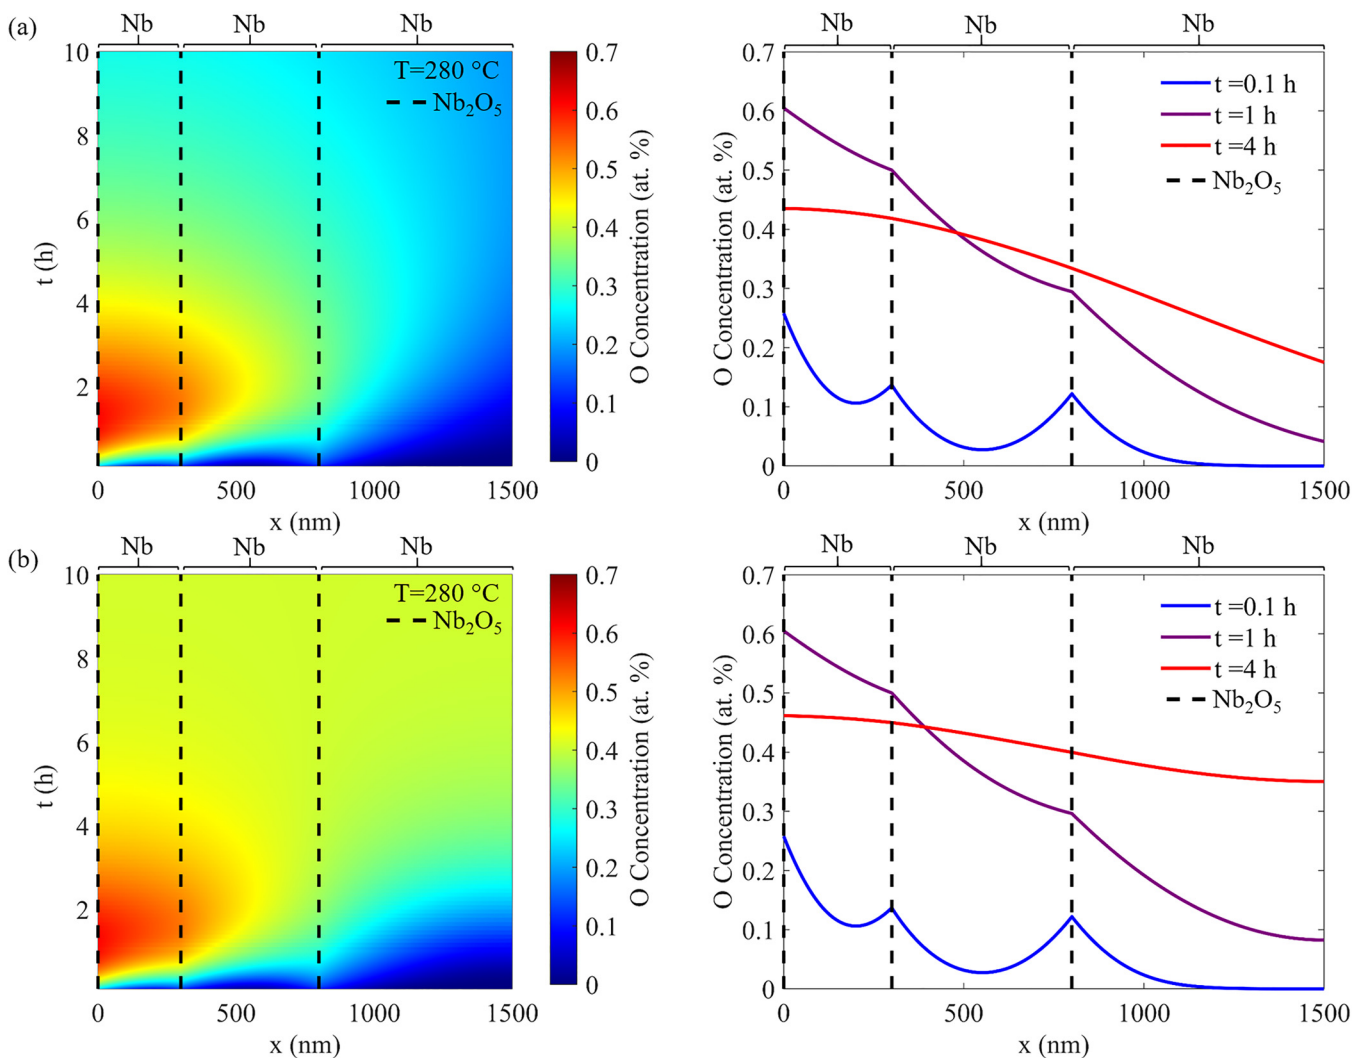 (a)
Nb Nb Nb
10
8
6
4
2
t (h)
T=280 °C
Nb₂O₅
0 500 1000 1500
x (nm)
0.7
0.6
0.5
0.4
0.3
0.2
0.1
0
O Concentration (at. %)
Nb Nb Nb
0.7
0.6
0.5
0.4
0.3
0.2
0.1
0
O Concentration (at. %)
t =0.1 h
t =1 h
t =4 h
Nb₂O₅
0 500 1000 1500
x (nm)
(b)
Nb Nb Nb
10
8
6
4
2
t (h)
T=280 °C
Nb₂O₅
0 500 1000 1500
x (nm)
0.7
0.6
0.5
0.4
0.3
0.2
0.1
0
O Concentration (at. %)
Nb Nb Nb
0.7
0.6
0.5
0.4
0.3
0.2
0.1
0
O Concentration (at. %)
t =0.1 h
t =1 h
t =4 h
Nb₂O₅
0 500 1000 1500
x (nm)